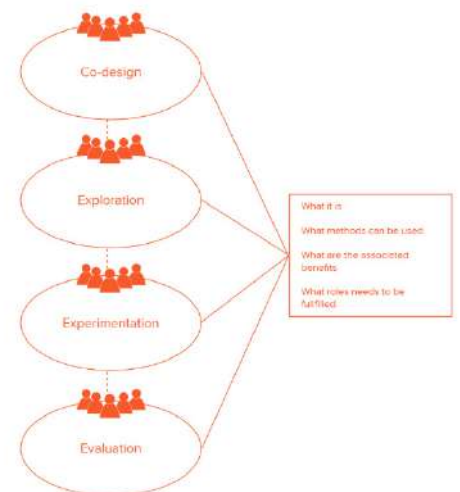 Co-design
Exploration
Experimentation
Evaluation
What it is
What methods can be used
What are the associated
benefits
What roles needs to be
fulfilled